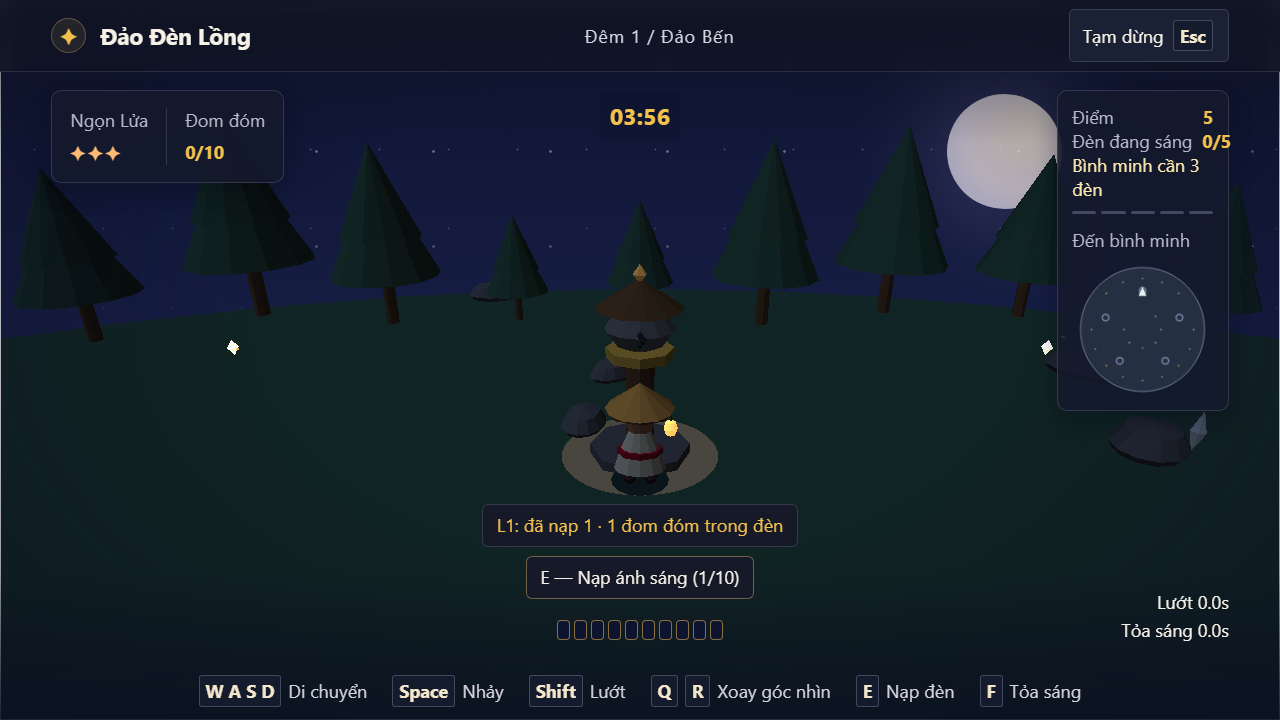 Đảo Đèn Lồng
Đêm 1 / Đảo Bến
Tạm dừng Esc
Ngọn Lửa
Đom đóm
0/10
03:56
Điểm 5
Đèn đang sáng 0/5
Bình minh cần 3
đèn
Đến bình minh
L1: đã nạp 1 · 1 đom đóm trong đèn
E — Nạp ánh sáng (1/10)
Lướt 0.0s
Tỏa sáng 0.0s
W A S D Di chuyển Space Nhảy Shift Lướt Q R Xoay góc nhìn E Nạp đèn F Tỏa sáng